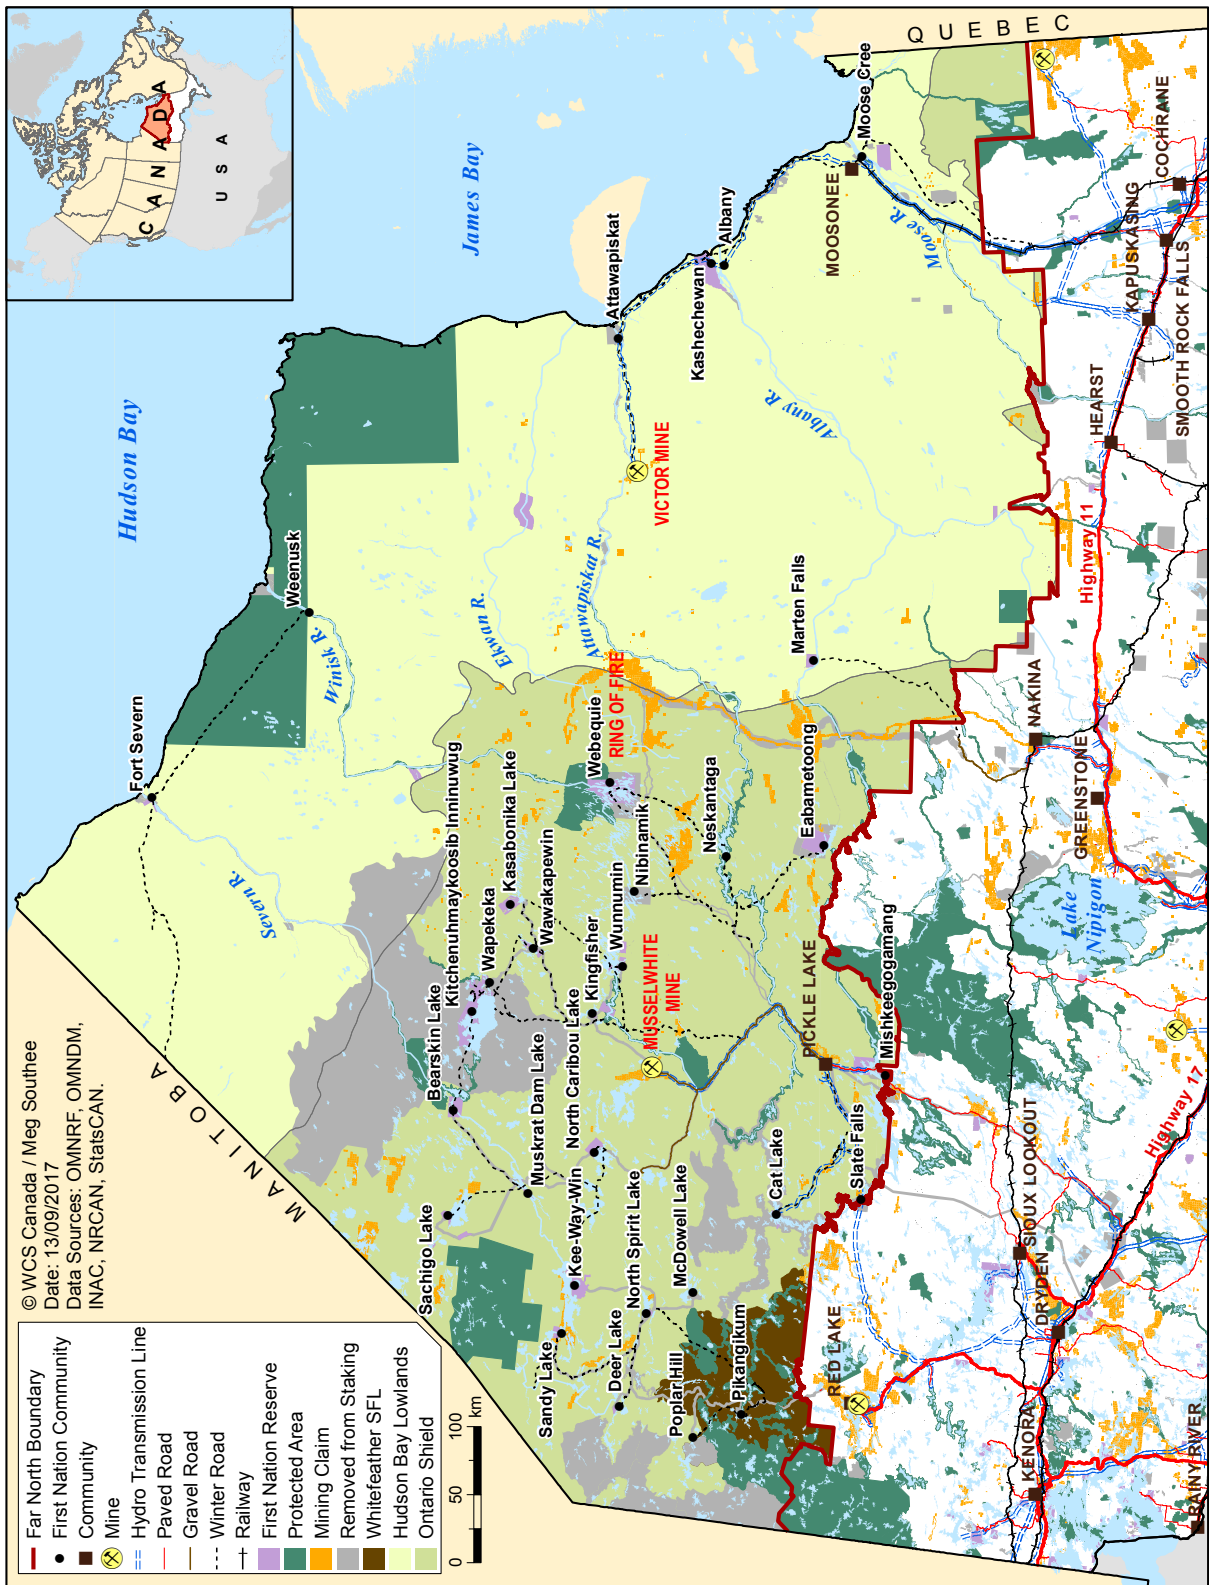 © WCS Canada / Meg Southee
Date: 13/09/2017
Data Sources: OMNRF, OMNDM,
INAC, NRCAN, StatsCAN.
MANITOBA
Hudson Bay
James Bay
QUEBEC
CANADA
USA
Fort Severn
Severn R.
Weenusk
Winisk R.
Ekwan R.
Attawapiskat R.
Attawapiskat
VICTOR MINE
Kashechewan
Albany
Albany R.
MOOSONEE
Moose Cree
Moose R.
Sachigo Lake
Bearskin Lake
Kitchenuhmaykoosib Inninuwug
Wapekeka
Kasabonika Lake
Wawakapewin
Webequie
RING OF FIRE
Muskrat Dam Lake
North Caribou Lake
Kingfisher
Wunnumin
Nibinamik
Neskantaga
Marten Falls
Eabametoong
MUSSELWHITE
MINE
Sandy Lake
Kee-Way-Win
Deer Lake
North Spirit Lake
McDowell Lake
Poplar Hill
Pikangikum
Cat Lake
Slate Falls
PICKLE LAKE
Mishkeegogamang
RED LAKE
KENORA
DRYDEN
SIOUX LOOKOUT
RAINY RIVER
Highway 17
Lake
Nipigon
GREENSTONE
NAKINA
Highway 11
HEARST
KAPUSKASING
SMOOTH ROCK FALLS
COCHRANE
Far North Boundary
First Nation Community
Community
Mine
Hydro Transmission Line
Paved Road
Gravel Road
Winter Road
Railway
First Nation Reserve
Protected Area
Mining Claim
Removed from Staking
Whitefeather SFL
Hudson Bay Lowlands
Ontario Shield
0 50 100
km